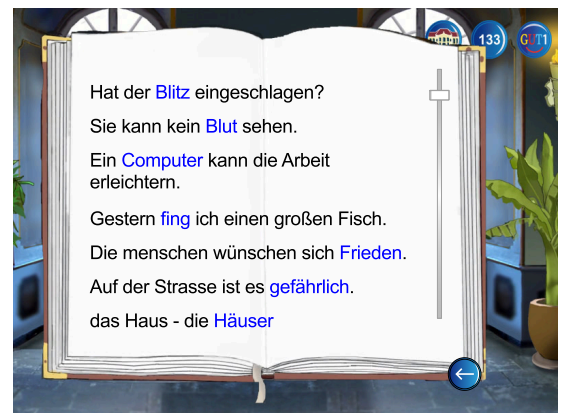 133
GUT1
Hat der Blitz eingeschlagen?
Sie kann kein Blut sehen.
Ein Computer kann die Arbeit
erleichtern.
Gestern fing ich einen großen Fisch.
Die menschen wünschen sich Frieden.
Auf der Strasse ist es gefährlich.
das Haus - die Häuser